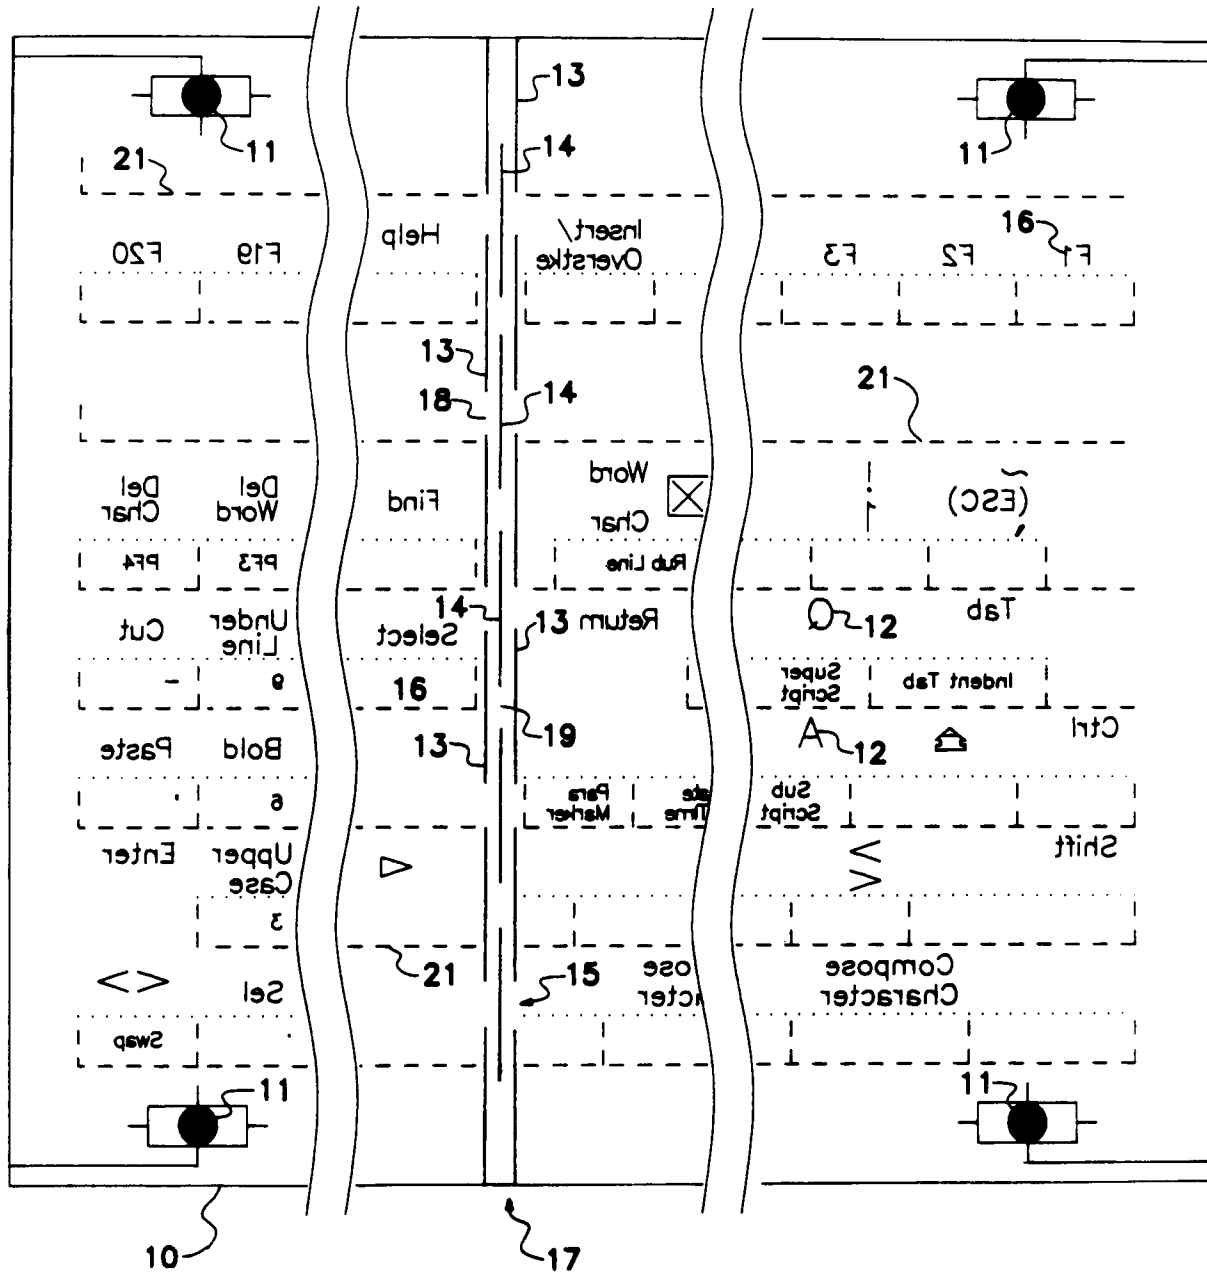 13
11
11
14
21
16
F20
F19
Help
Insert/
Overstke
F3
F2
F1
13
14
18
21
Del
Char
Del
Word
Find
Word
Char
(ESC)
PF4
PF3
Rub Line
Cut
Under
Line
Select
14
13
Return
Q
12
Tab
-
9
16
Super
Script
Indent Tab
Paste
Bold
13
19
A
12
Ctrl
6
Para
Marker
ate
Time
Sub
Script
Enter
Upper
Case
Shift
<
>
3
21
15
< >
Sel
ose
Compose
Character
Swap
11
11
10
17